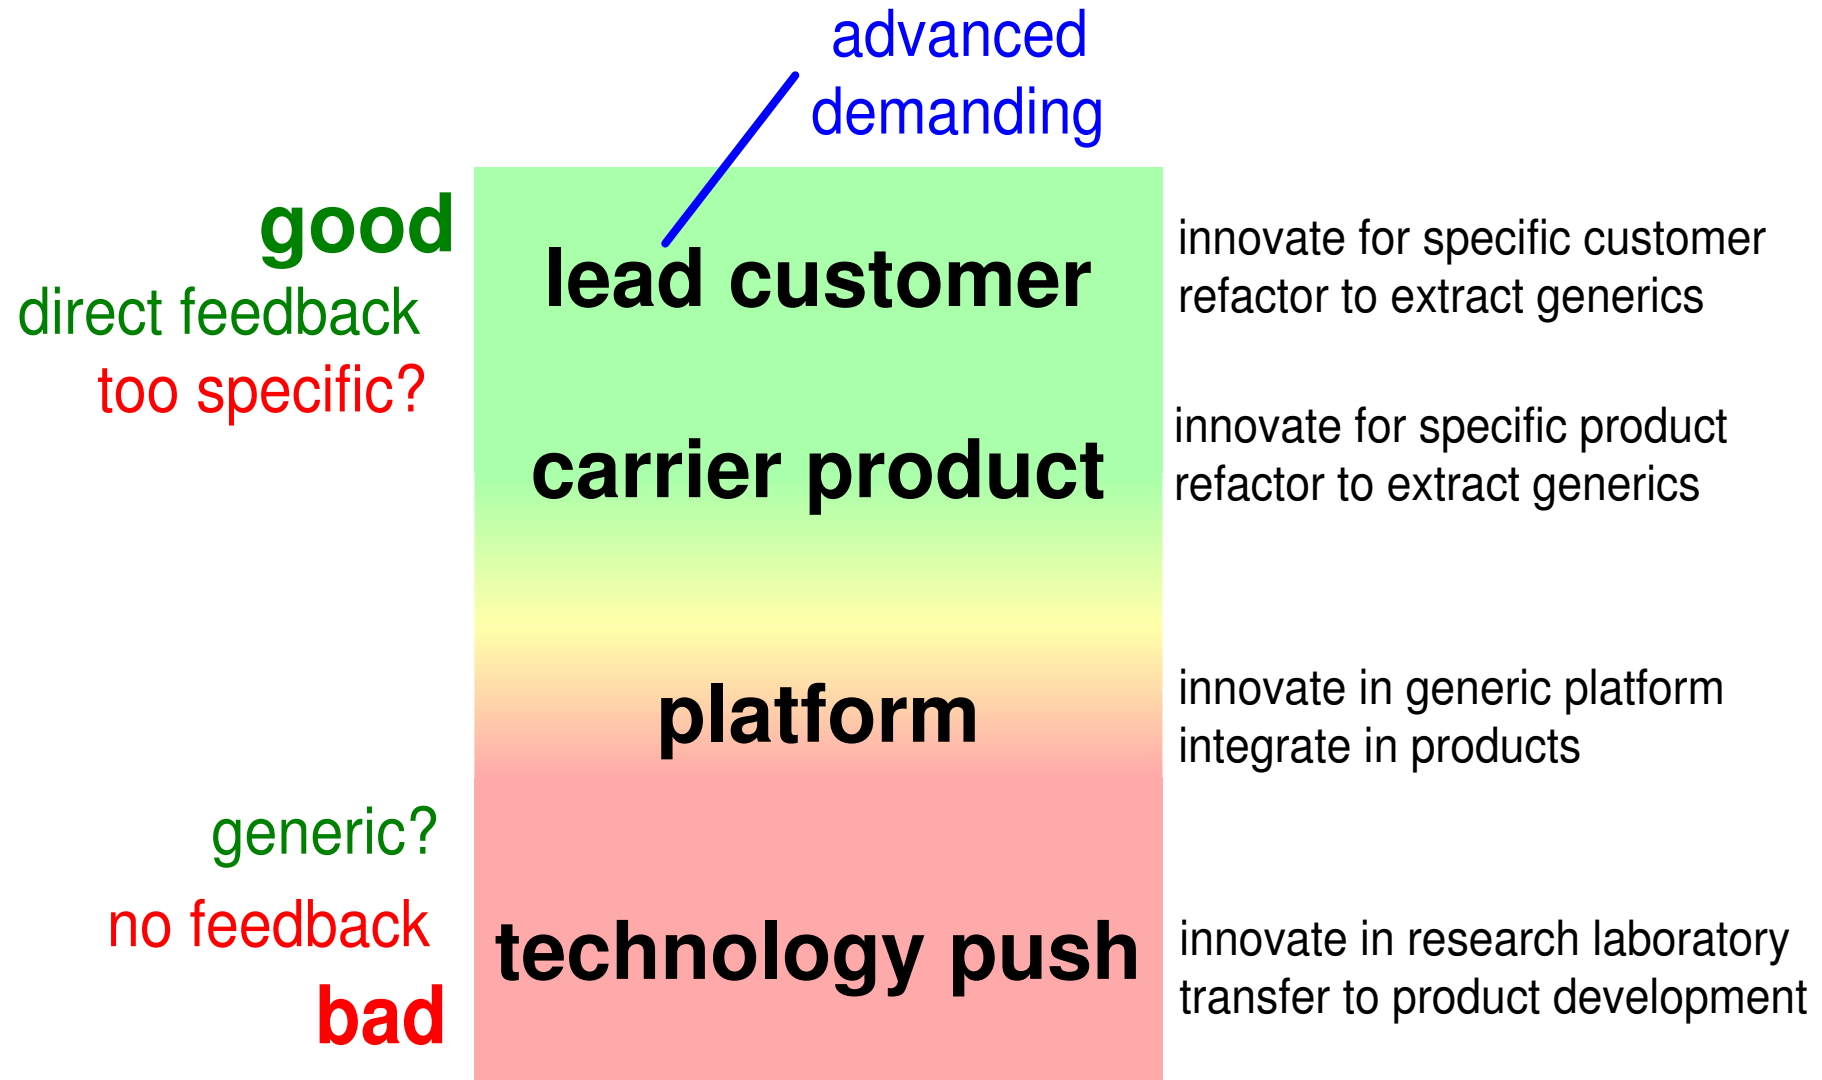 advanced
demanding
good
direct feedback
too specific?
lead customer
innovate for specific customer
refactor to extract generics
carrier product
innovate for specific product
refactor to extract generics
platform
innovate in generic platform
integrate in products
generic?
no feedback
bad
technology push
innovate in research laboratory
transfer to product development